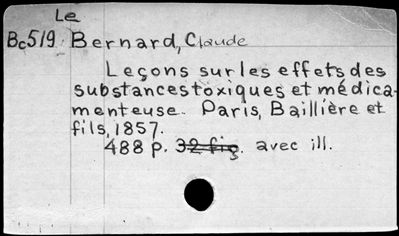 Le
Bc519 Bernard, Claude
Leçons sur les effets des
substances toxiques et médica-
menteuse. Paris, Baillière et
fils, 1857.
488 p. 32 fig. avec ill.